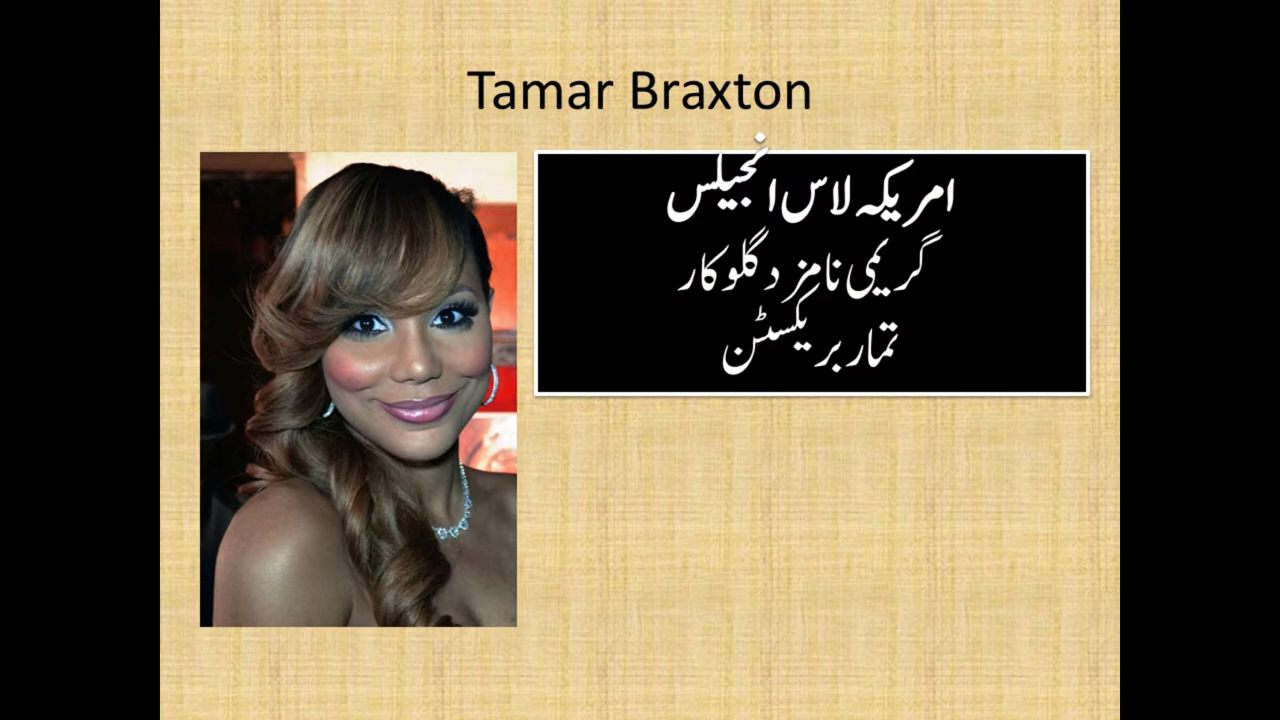 Tamar Braxton
امریکہ لاس انجیلس
گریمی نامزد گلوکار
تمار بریکسٹن